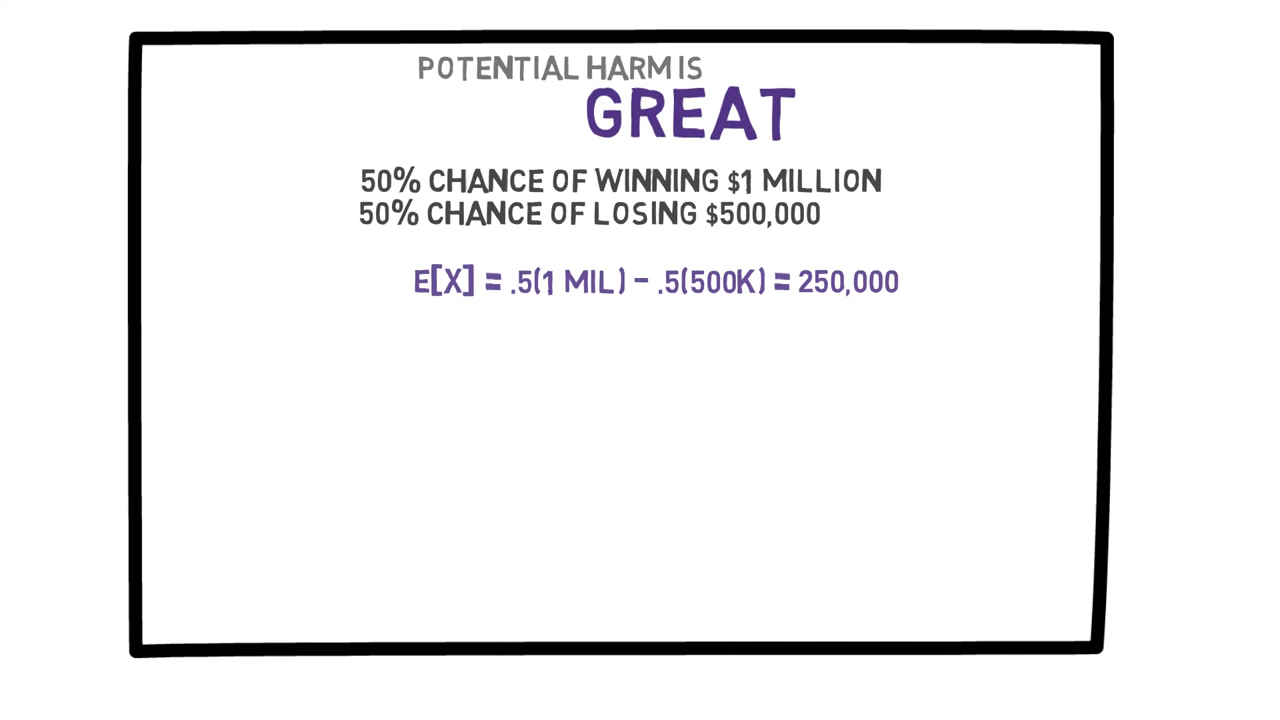 POTENTIAL HARM IS
GREAT
50% CHANCE OF WINNING $1 MILLION
50% CHANCE OF LOSING $500,000
E[X] = .5(1 MIL) - .5(500K) = 250,000